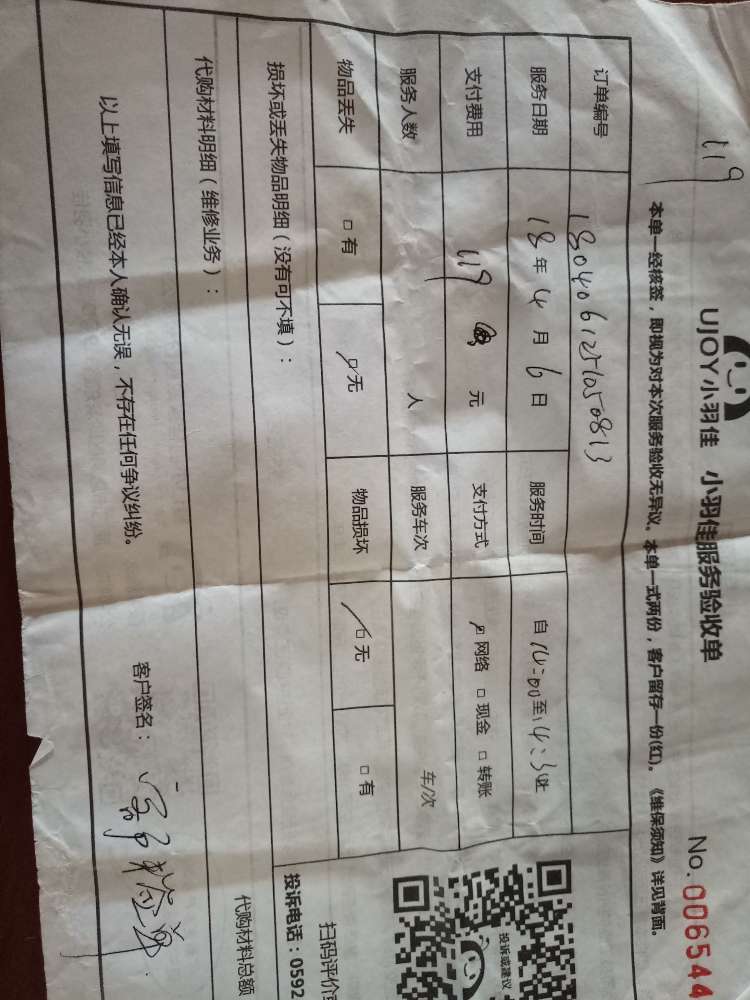 119
UJOY小羽佳 小羽佳服务验收单
No.006544
本单一经核签，即视为对本次服务验收无异议。本单一式两份，客户留存一份(红)。《维保须知》详见背面。
订单编号 1804061251050813
服务日期 18年4月6日 服务时间 自14:00至14:3
支付费用 119 元 支付方式 ☑网络 □现金 □转账
服务人数 人 服务车次 车/次
物品丢失 □有 ☑无 物品损坏 ☑无 □有
损坏或丢失物品明细（没有可不填）：
代购材料明细（维修业务）：
以上填写信息已经本人确认无误，不存在任何争议纠纷。
客户签名：
投诉或建议
扫码评价
投诉电话：0592
代购材料总额